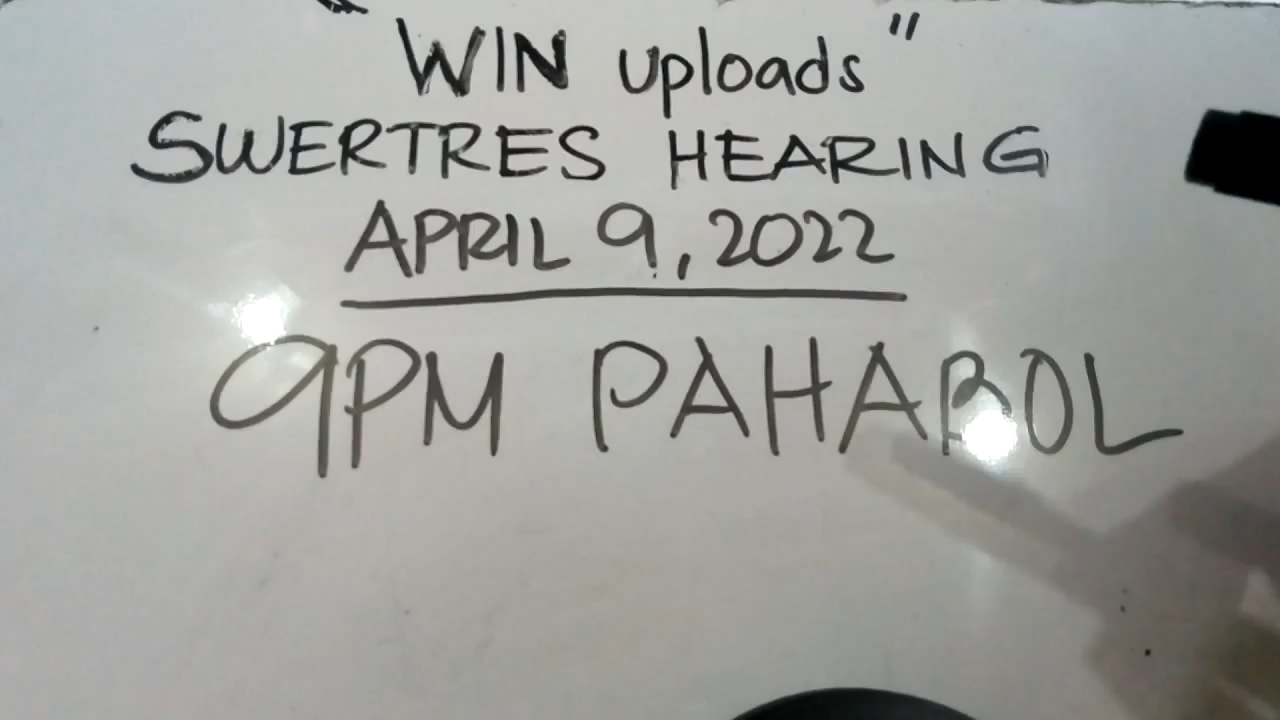 "WIN uploads"
SWERTRES HEARING
APRIL 9, 2022
9PM PAHABOL